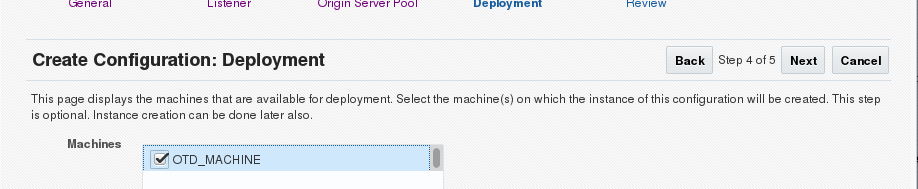 General Listener Origin Server Pool Deployment Review
Create Configuration: Deployment Back Step 4 of 5 Next Cancel
This page displays the machines that are available for deployment. Select the machine(s) on which the instance of this configuration will be created. This step
is optional. Instance creation can be done later also.
Machines
OTD_MACHINE